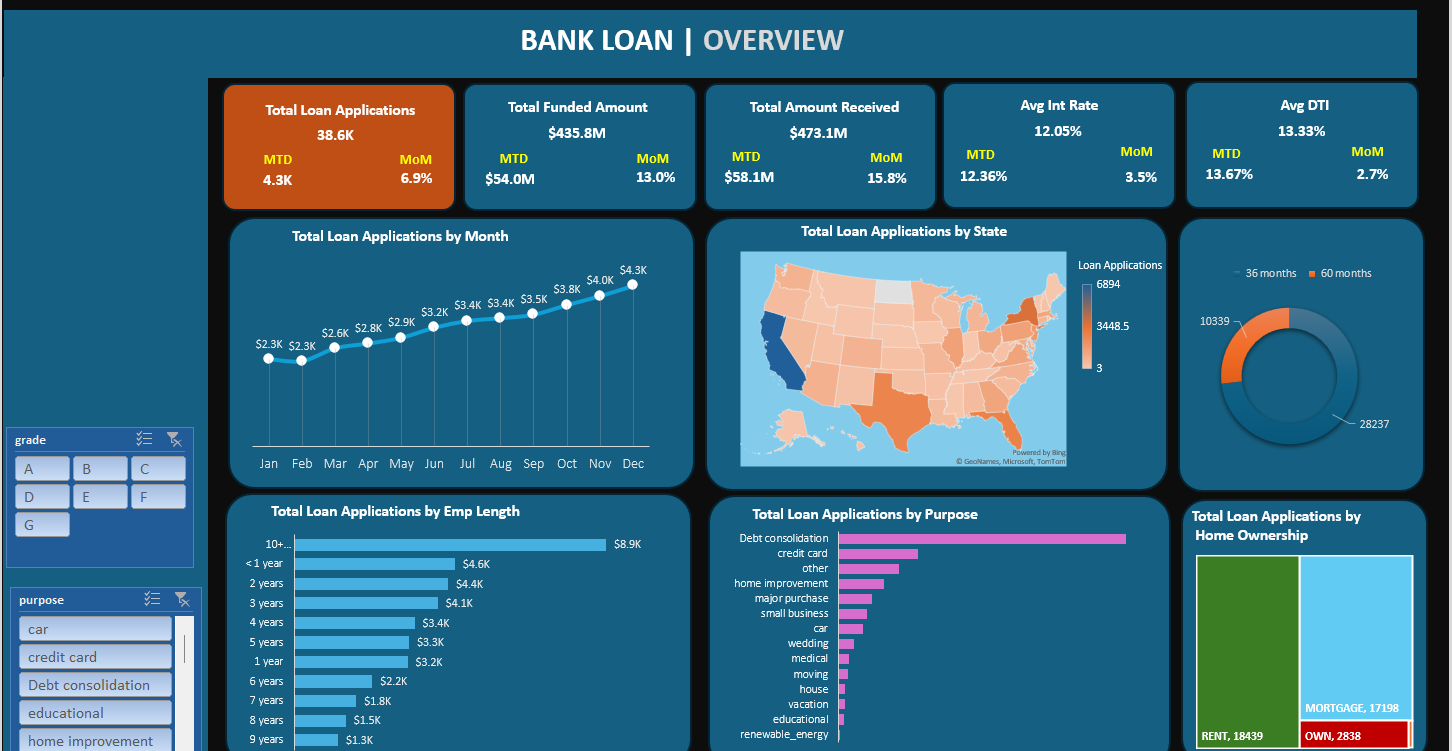 BANK LOAN | OVERVIEW
Total Loan Applications
38.6K
MTD MoM
4.3K 6.9%
Total Funded Amount
$435.8M
MTD MoM
$54.0M 13.0%
Total Amount Received
$473.1M
MTD MoM
$58.1M 15.8%
Avg Int Rate
12.05%
MTD MoM
12.36% 3.5%
Avg DTI
13.33%
MTD MoM
13.67% 2.7%
Total Loan Applications by Month
$2.3K $2.3K $2.6K $2.8K $2.9K $3.2K $3.4K $3.4K $3.5K $3.8K $4.0K $4.3K
Jan Feb Mar Apr May Jun Jul Aug Sep Oct Nov Dec
Total Loan Applications by State
Loan Applications
6894
3448.5
3
Powered by Bing
© GeoNames, Microsoft, TomTom
36 months 60 months
10339
28237
grade
A B C
D E F
G
purpose
car
credit card
Debt consolidation
educational
home improvement
Total Loan Applications by Emp Length
10+... $8.9K
< 1 year $4.6K
2 years $4.4K
3 years $4.1K
4 years $3.4K
5 years $3.3K
1 year $3.2K
6 years $2.2K
7 years $1.8K
8 years $1.5K
9 years $1.3K
Total Loan Applications by Purpose
Debt consolidation
credit card
other
home improvement
major purchase
small business
car
wedding
medical
moving
house
vacation
educational
renewable_energy
Total Loan Applications by
Home Ownership
MORTGAGE, 17198
RENT, 18439
OWN, 2838